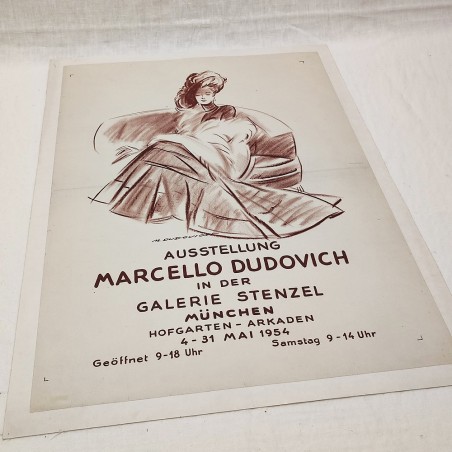 M. DUDOVICH
AUSSTELLUNG
MARCELLO DUDOVICH
IN DER
GALERIE STENZEL
MÜNCHEN
HOFGARTEN - ARKADEN
4 - 31 MAI 1954
Geöffnet 9-18 Uhr Samstag 9-14 Uhr